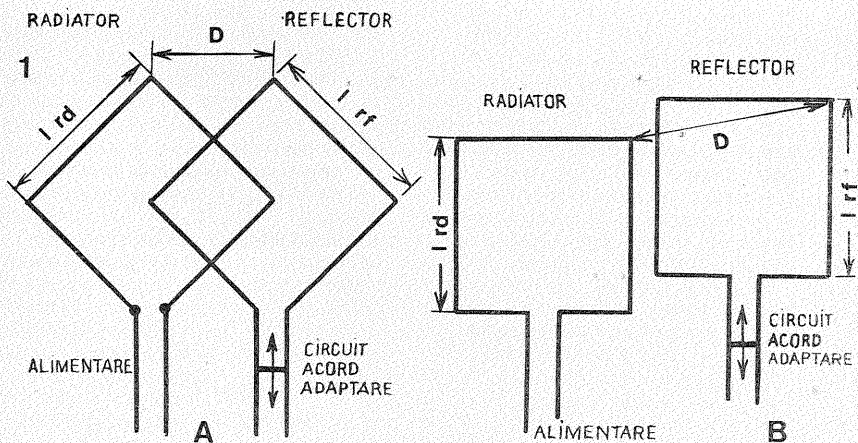 RADIATOR
REFLECTOR
D
1
l rd
l rf
ALIMENTARE
CIRCUIT
ACORD
ADAPTARE
A
RADIATOR
REFLECTOR
D
l rd
l rf
CIRCUIT
ACORD
ADAPTARE
ALIMENTARE
B